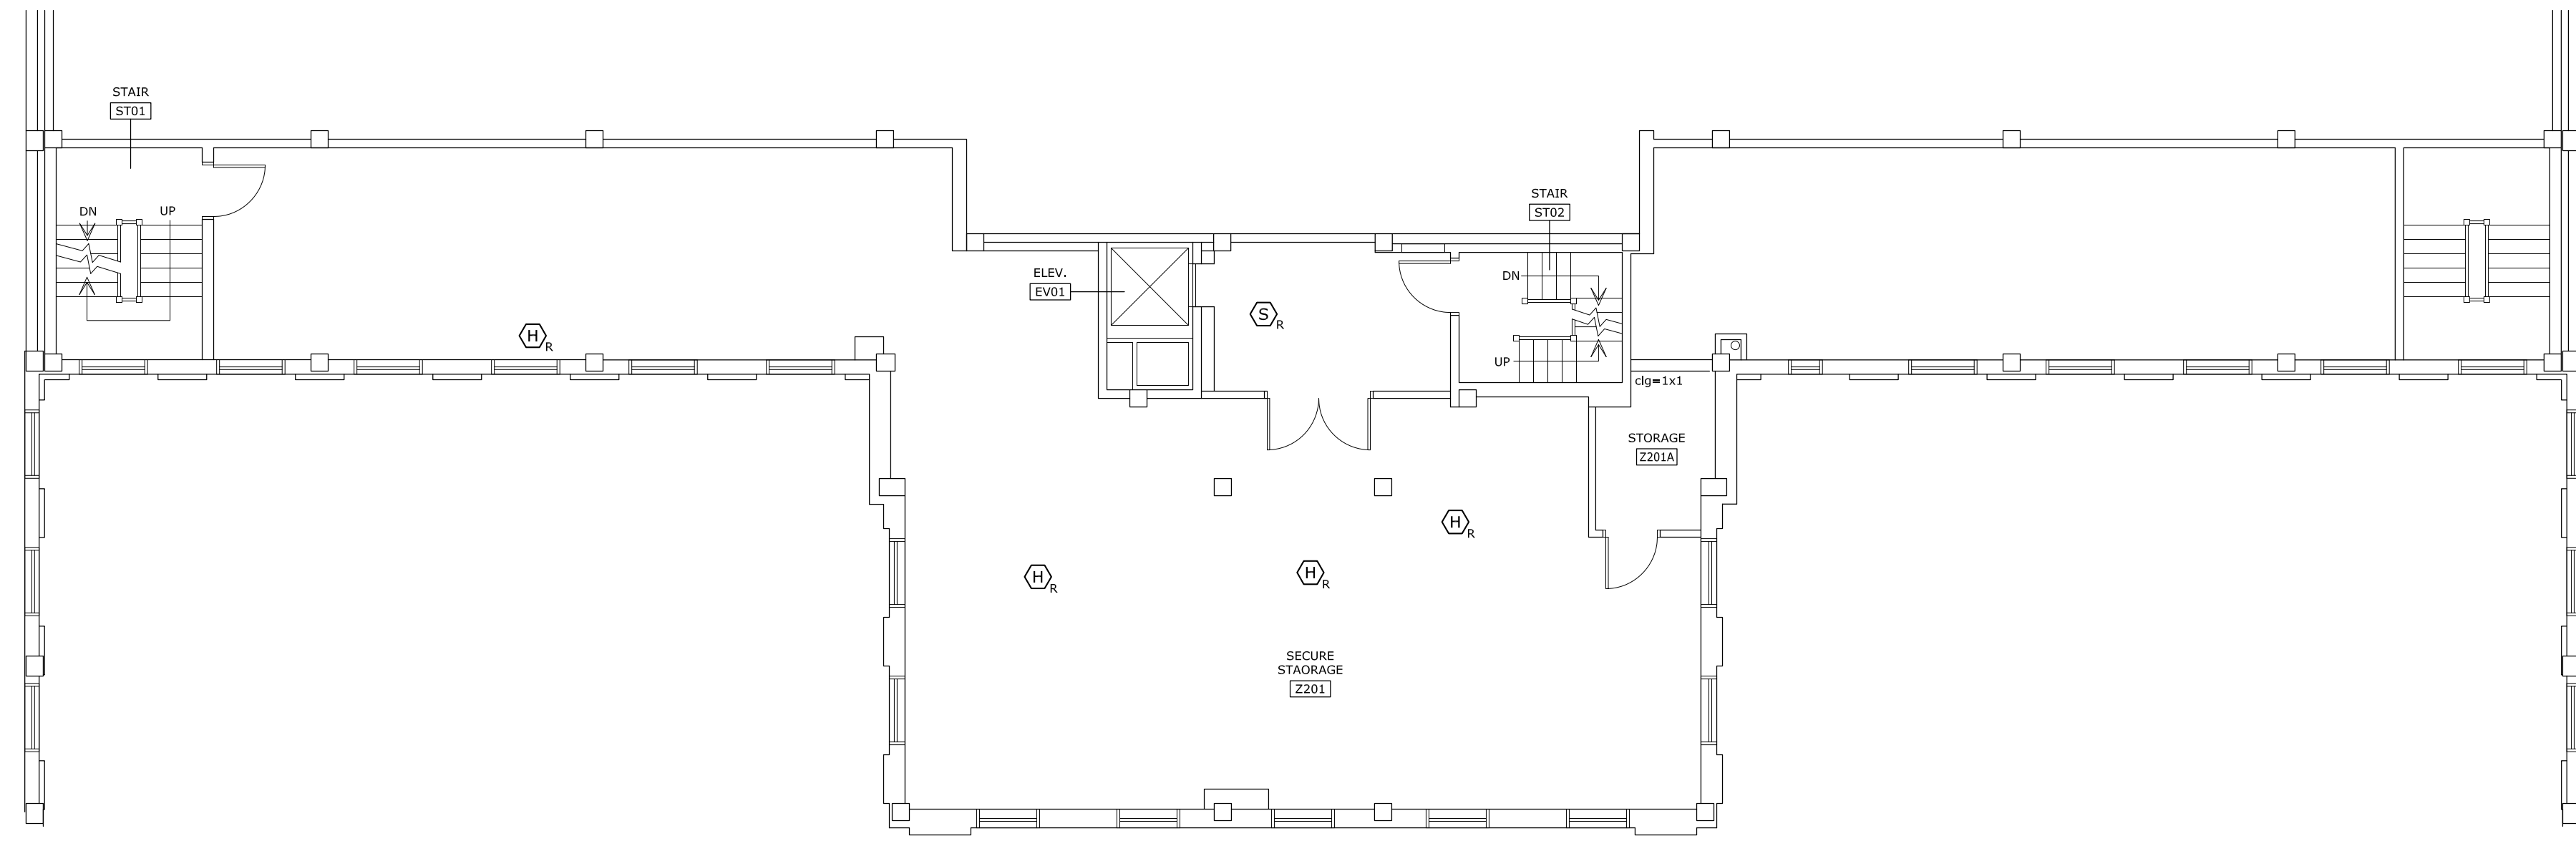 STAIR
ST01
DN
UP
H
R
ELEV.
EV01
S
R
STAIR
ST02
DN
UP
clg=1x1
STORAGE
Z201A
H
R
H
R
H
R
SECURE
STAORAGE
Z201